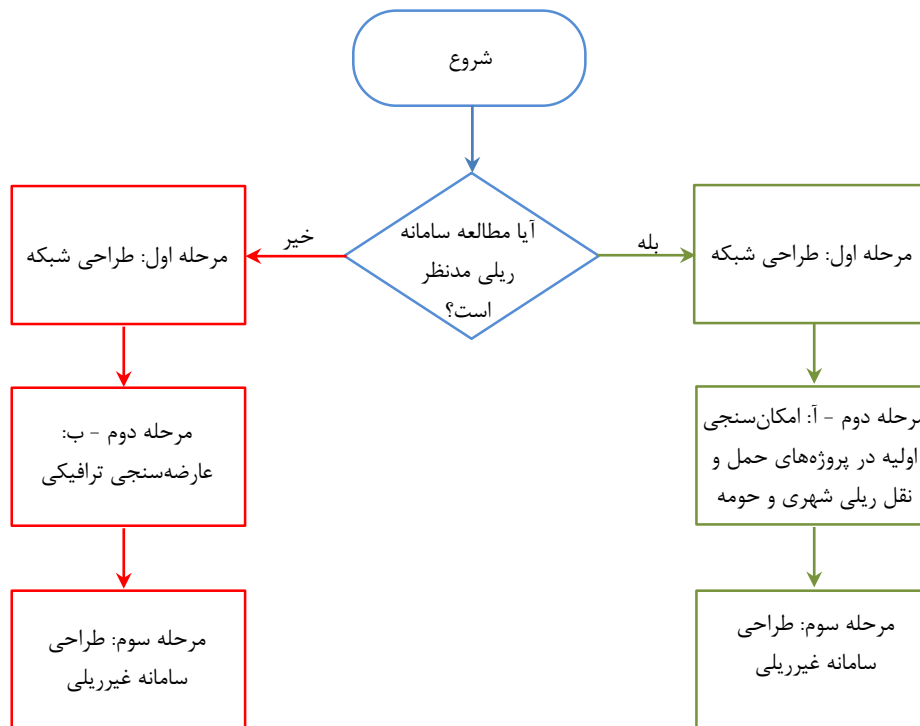 شروع
آیا مطالعه سامانه
ریلی مدنظر
است؟
بله
خیر
مرحله اول: طراحی شبکه
مرحله دوم - آ: امکان‌سنجی
اولیه در پروژه‌های حمل و
نقل ریلی شهری و حومه
مرحله سوم: طراحی
سامانه غیرریلی
مرحله اول: طراحی شبکه
مرحله دوم - ب:
عارضه‌سنجی ترافیکی
مرحله سوم: طراحی
سامانه غیرریلی